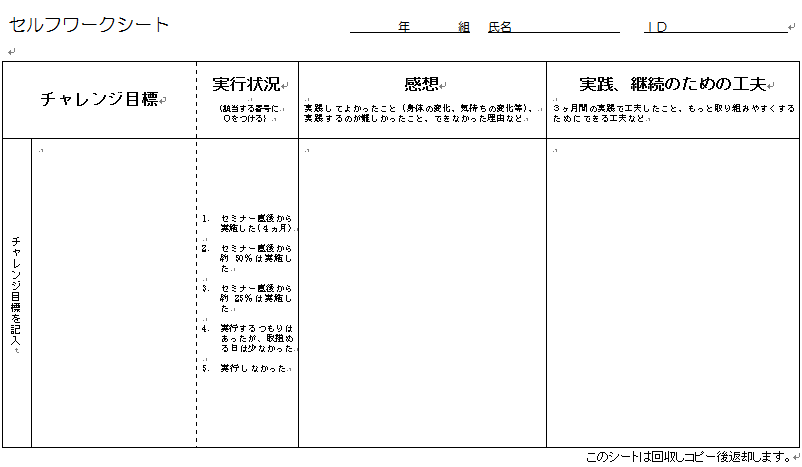 セルフワークシート
年 組 氏名 ID
チャレンジ目標
実行状況
(該当する番号に
○をつける)
感想
実践してよかったこと(身体の変化、気持ちの変化等)、
実践するのが難しかったこと、できなかった理由など
実践、継続のための工夫
3ヶ月間の実践で工夫したこと、もっと取り組みやすくする
ためにできる工夫など
チャレンジ目標を記入
1. セミナー直後から
実施した(4ヵ月)
2. セミナー直後から
約 50%は実施し
た
3. セミナー直後から
約 25%は実施し
た
4. 実行するつもりは
あったが、取組め
る日は少なかった
5. 実行しなかった
このシートは回収しコピー後返却します。